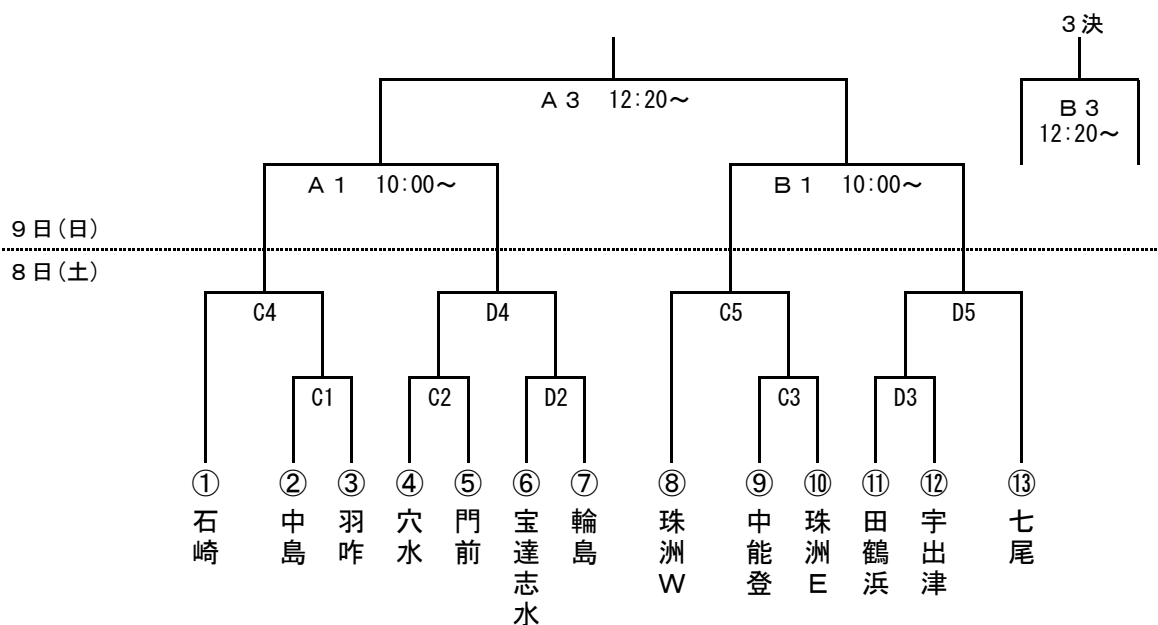 3決
A3 12:20~
B3
12:20~
A1 10:00~
B1 10:00~
9日(日)
8日(土)
C4
D4
C5
D5
C1
C2
D2
C3
D3
①
②
③
④
⑤
⑥
⑦
⑧
⑨
⑩
⑪
⑫
⑬
石崎
中島
羽咋
穴水
門前
宝達志水
輪島
珠洲W
中能登
珠洲E
田鶴浜
宇出津
七尾